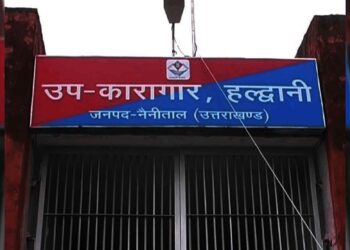 उप-कारागार, हल्द्वानी
जनपद-नैनीताल (उत्तराखण्ड)